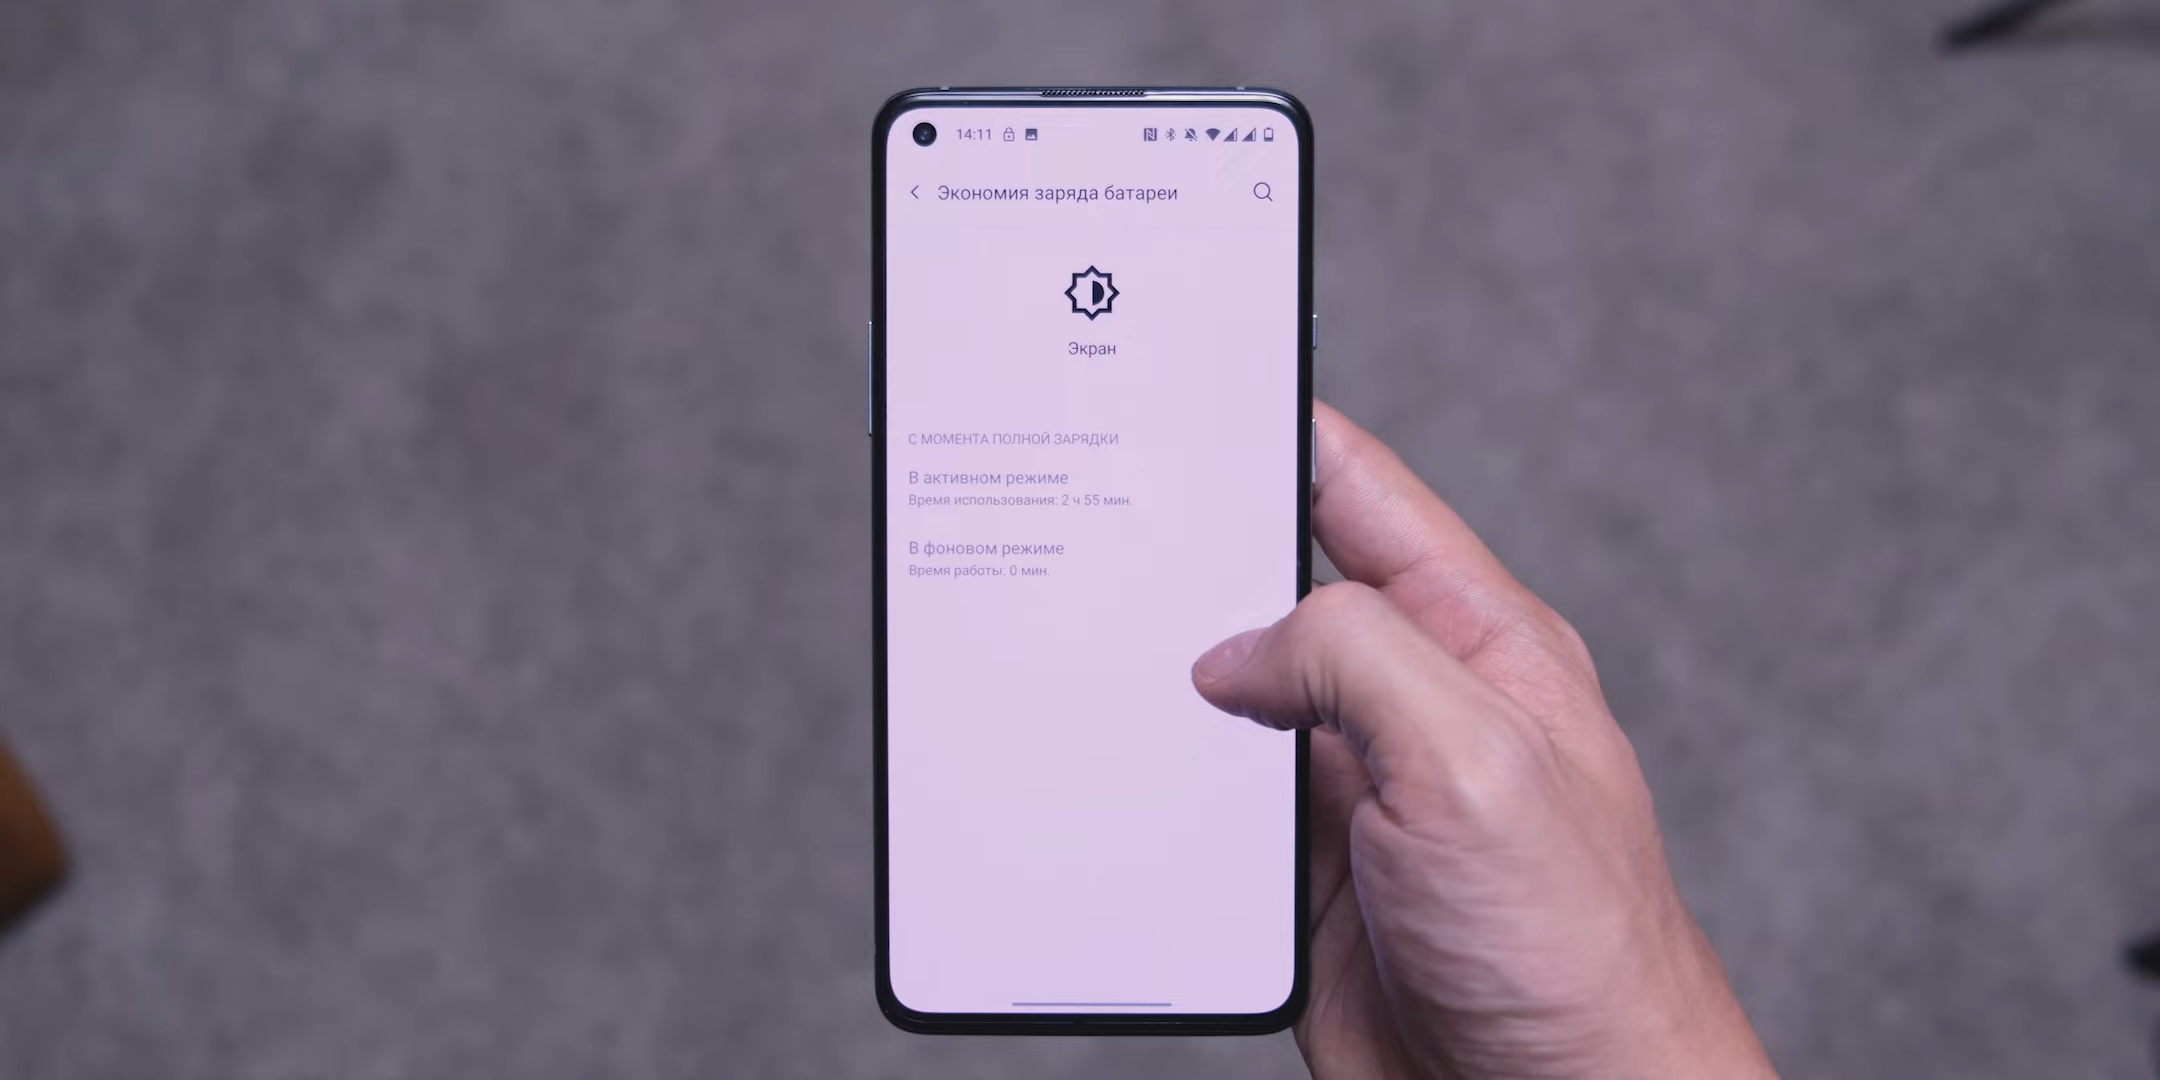 14:11
Экономия заряда батареи
Экран
С МОМЕНТА ПОЛНОЙ ЗАРЯДКИ
В активном режиме
Время использования: 2 ч 55 мин.
В фоновом режиме
Время работы: 0 мин.